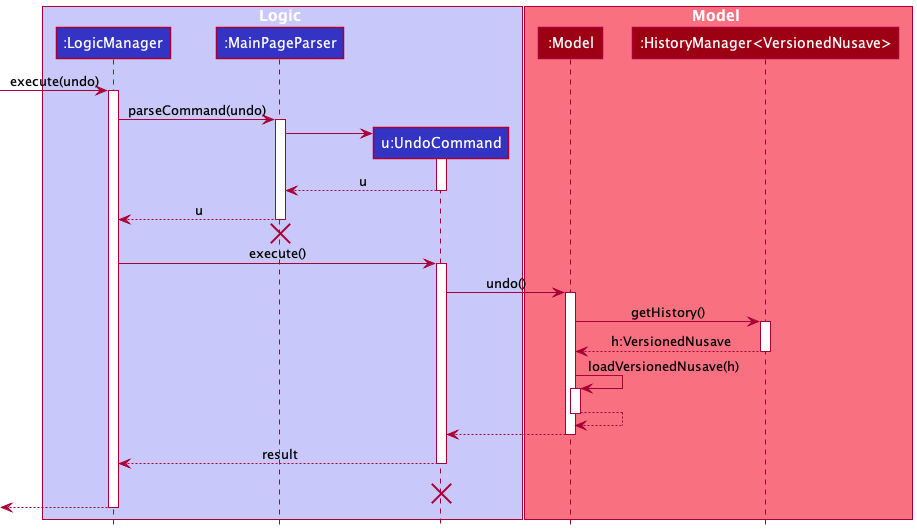 Logic
Model
:LogicManager
:MainPageParser
:Model
:HistoryManager<VersionedNusave>
execute(undo)
parseCommand(undo)
u:UndoCommand
u
u
execute()
undo()
getHistory()
h:VersionedNusave
loadVersionedNusave(h)
result